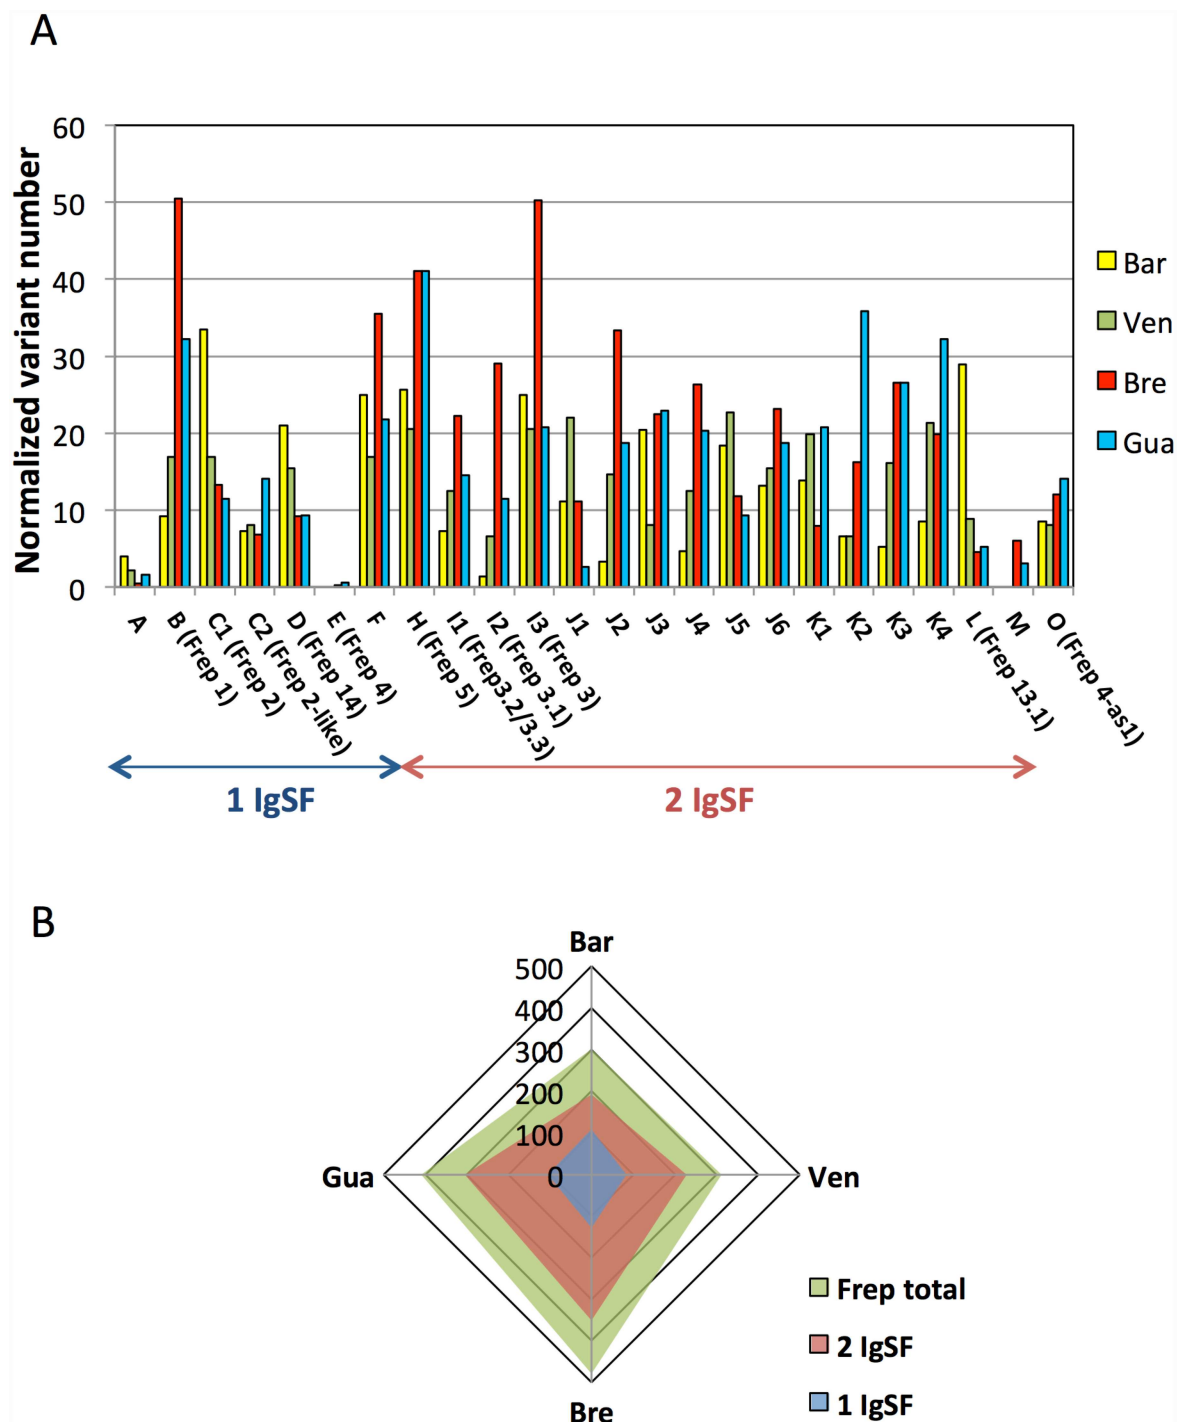 A
Normalized variant number
60
50
40
30
20
10
0
Bar
Ven
Bre
Gua
A
B (Frep 1)
C1 (Frep 2)
C2 (Frep 2-like)
D (Frep 14)
E (Frep 4)
F
H (Frep 5)
I1 (Frep3.2/3.3)
I2 (Frep 3.1)
I3 (Frep 3)
J1
J2
J3
J4
J5
J6
K1
K2
K3
K4
L (Frep 13.1)
M
O (Frep 4-as1)
1 IgSF
2 IgSF
B
Bar
500
400
300
200
100
0
Gua
Ven
Bre
Frep total
2 IgSF
1 IgSF